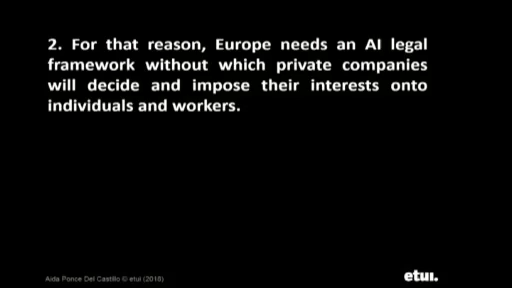 2. For that reason, Europe needs an AI legal
framework without which private companies
will decide and impose their interests onto
individuals and workers.
Aida Ponce Del Castillo © etui (2018)
etui.